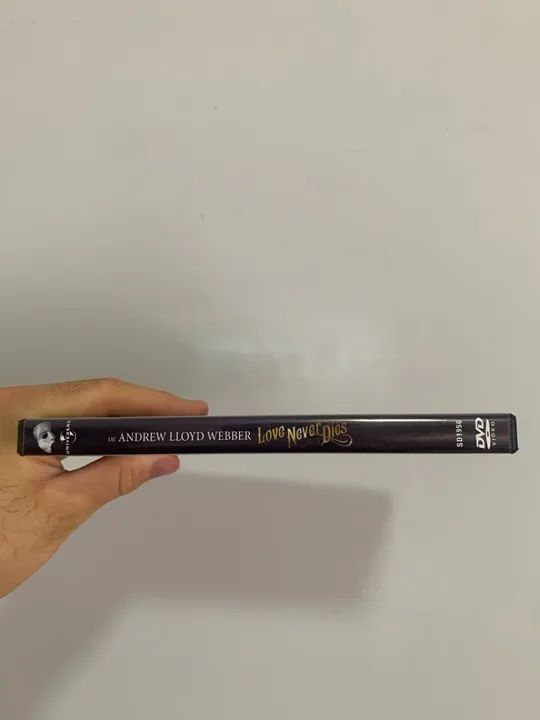 UNIVERSAL
DE ANDREW LLOYD WEBBER Love Never Dies
SD1956
DVD
VIDEO